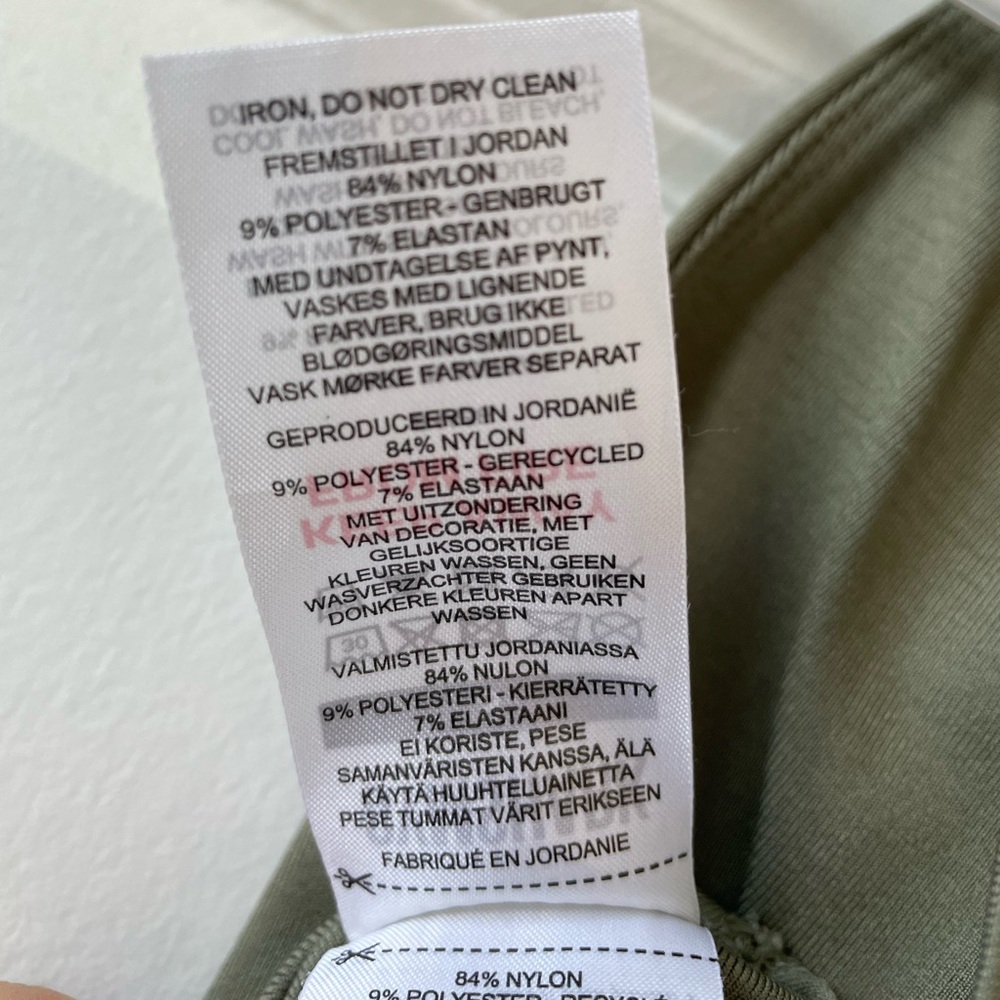 IRON, DO NOT DRY CLEAN
FREMSTILLET I JORDAN
84% NYLON
9% POLYESTER - GENBRUGT
7% ELASTAN
MED UNDTAGELSE AF PYNT,
VASKES MED LIGNENDE
FARVER, BRUG IKKE
BLØDGØRINGSMIDDEL
VASK MØRKE FARVER SEPARAT
GEPRODUCEERD IN JORDANIË
84% NYLON
9% POLYESTER - GERECYCLED
7% ELASTAAN
MET UITZONDERING
VAN DECORATIE, MET
GELIJKSOORTIGE
KLEUREN WASSEN, GEEN
WASVERZACHTER GEBRUIKEN
DONKERE KLEUREN APART
WASSEN
VALMISTETTU JORDANIASSA
84% NULON
9% POLYESTERI - KIERRÄTETTY
7% ELASTAANI
EI KORISTE, PESE
SAMANVÄRISTEN KANSSA, ÄLÄ
KÄYTÄ HUUHTELUAINETTA
PESE TUMMAT VÄRIT ERIKSEEN
FABRIQUÉ EN JORDANIE
84% NYLON
9% POLYESTER - RECYCLÉ